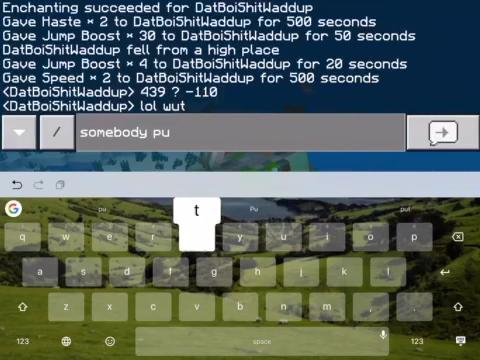 Enchanting succeeded for DatBoiShitWaddup
Gave Haste * 2 to DatBoiShitWaddup for 500 seconds
Gave Jump Boost * 30 to DatBoiShitWaddup for 50 seconds
DatBoiShitWaddup fell from a high place
Gave Jump Boost * 4 to DatBoiShitWaddup for 20 seconds
Gave Speed * 2 to DatBoiShitWaddup for 500 seconds
<DatBoiShitWaddup> 439 ? -110
<DatBoiShitWaddup> lol wut
/ somebody pu
G pu Pu put
t
q w e r y u i o p
a s d f g h j k l
z x c v b n m , .
123 space 123